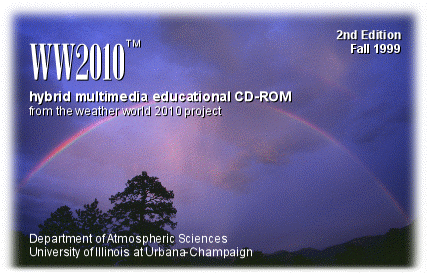 WW2010™
2nd Edition
Fall 1999
hybrid multimedia educational CD-ROM
from the weather world 2010 project
Department of Atmospheric Sciences
University of Illinois at Urbana-Champaign